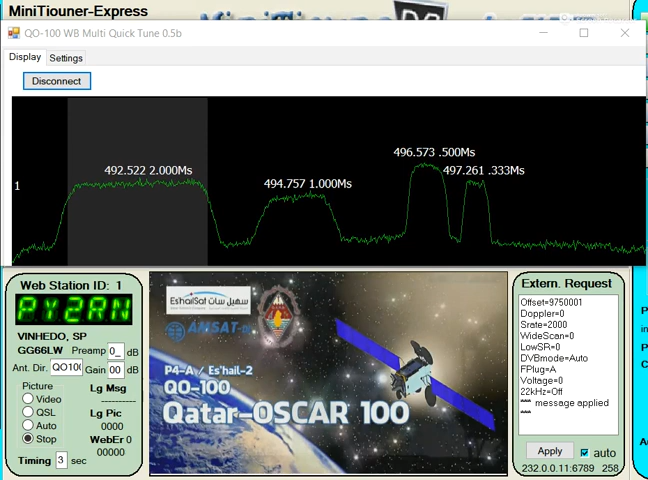 MiniTiouner-Express
QO-100 WB Multi Quick Tune 0.5b
Display Settings
Disconnect
496.573 .500Ms
492.522 2.000Ms
494.757 1.000Ms
497.261 .333Ms
1
Web Station ID: 1
PY2RN
VINHEDO, SP
GG66LW Preamp 0_ dB
Ant. Dir. QO100 Gain 00 dB
Picture
Video
QSL
Auto
Stop
Lg Msg
----------
Lg Pic
0000
WebEr 0
00000
Timing 3 sec
EshailSat سهيل سات
AMSAT-DL
P4-A / Es'hail-2
QO-100
Qatar-OSCAR 100
Extern. Request
Offset=9750001
Doppler=0
Srate=2000
WideScan=0
LowSR=0
DVBmode=Auto
FPlug=A
Voltage=0
22kHz=Off
*** message applied
***
Apply auto
232.0.0.11:6789 258